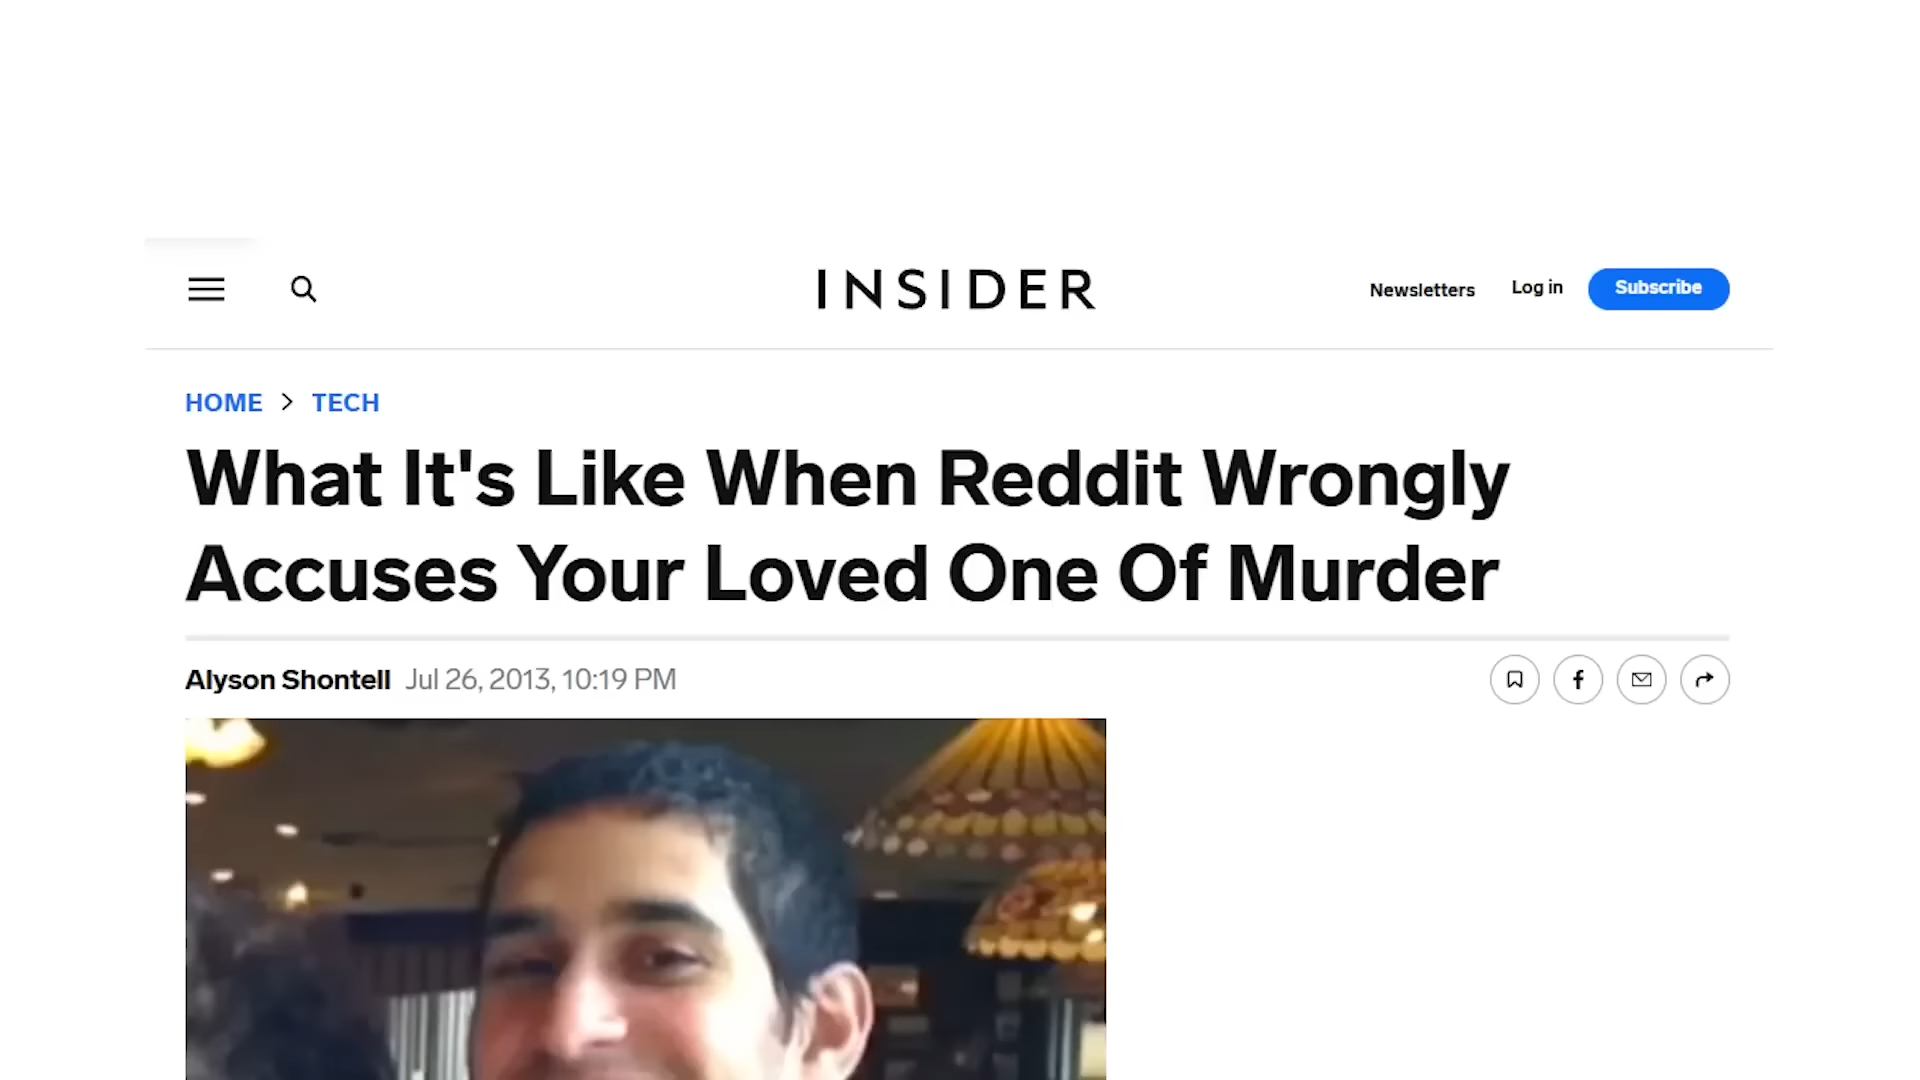 INSIDER
Newsletters
Log in
Subscribe
HOME > TECH
What It's Like When Reddit Wrongly
Accuses Your Loved One Of Murder
Alyson Shontell Jul 26, 2013, 10:19 PM